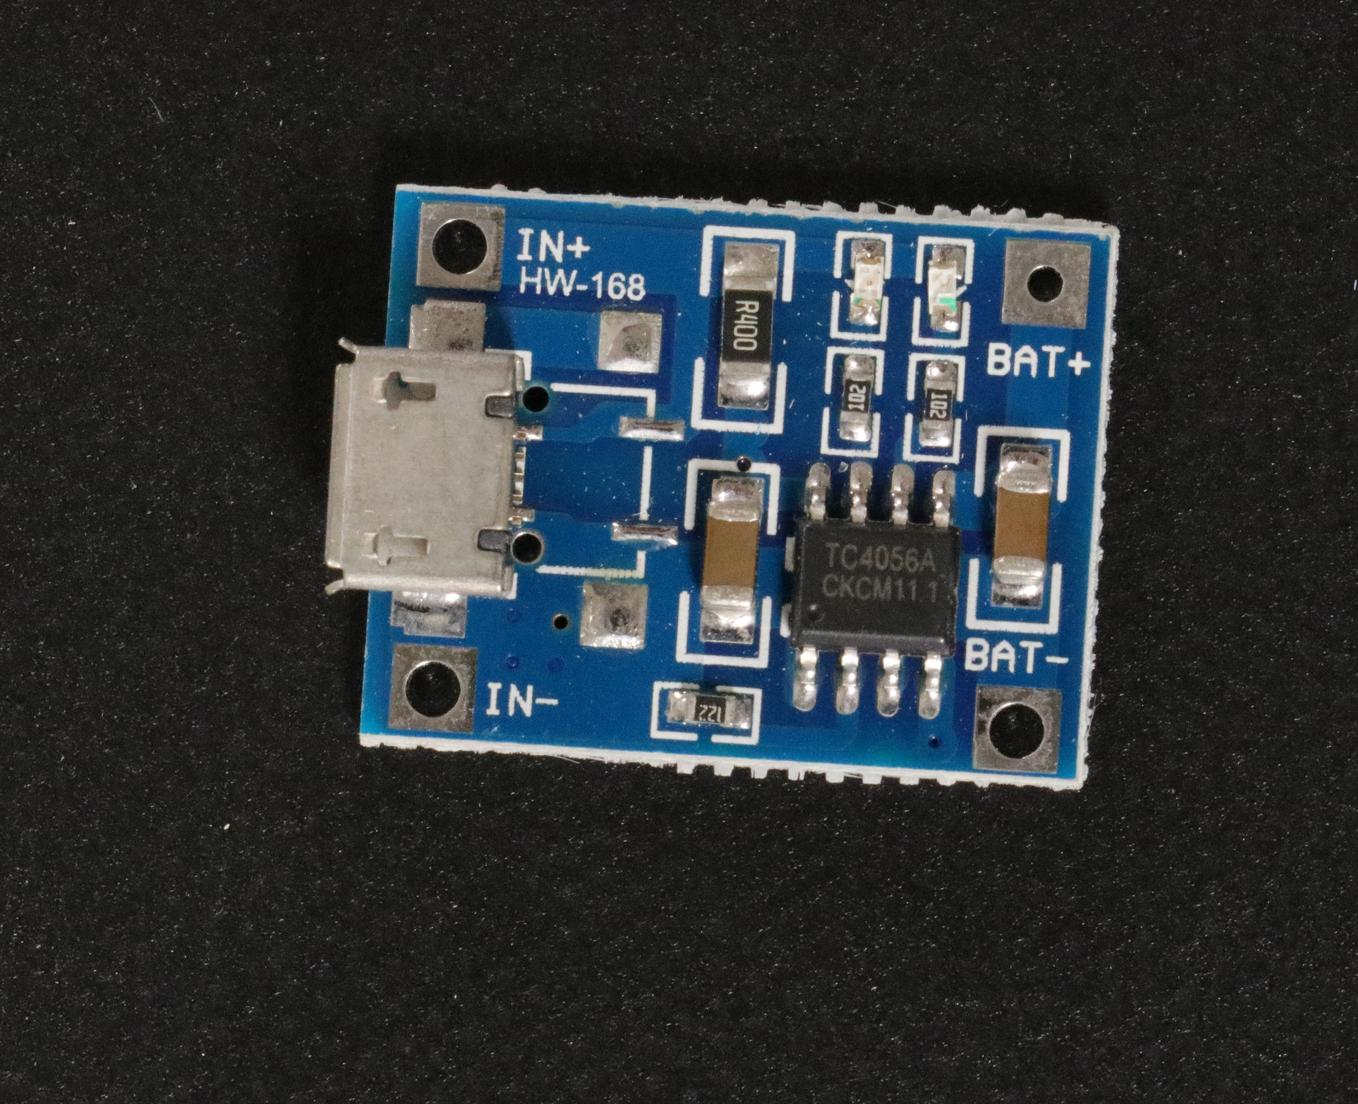 IN+
HW-168
R400
BAT+
102
102
TC4056A
CKCM11.1
BAT-
IN-
122